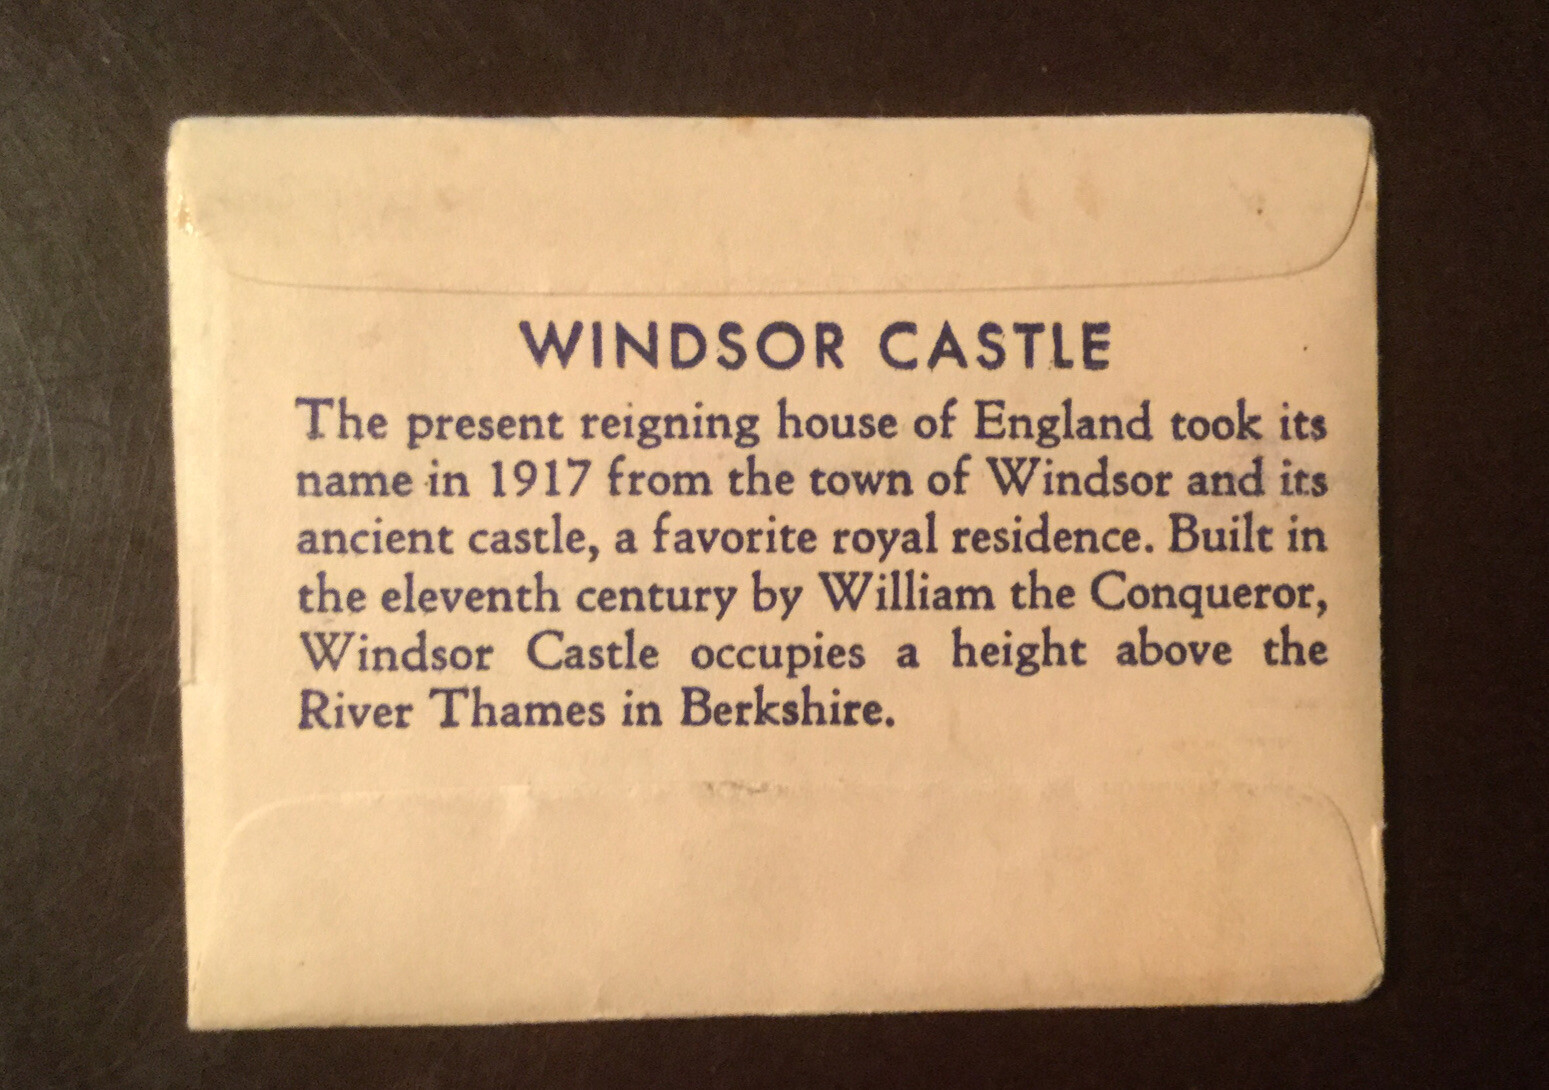 WINDSOR CASTLE
The present reigning house of England took its
name in 1917 from the town of Windsor and its
ancient castle, a favorite royal residence. Built in
the eleventh century by William the Conqueror,
Windsor Castle occupies a height above the
River Thames in Berkshire.